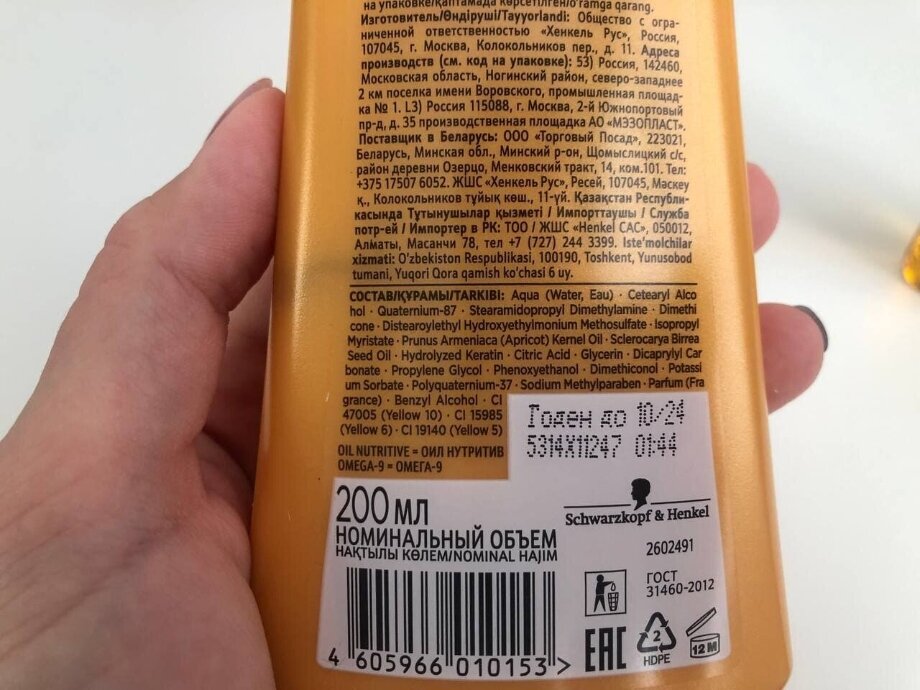 на упаковке/қаптамада көрсетілген/o'ramga qarang.
Изготовитель/Өндіруші/Tayyorlandi: Общество с огра-
ниченной ответственностью «Хенкель Рус», Россия,
107045, г. Москва, Колокольников пер., д. 11. Адреса
производств (см. код на упаковке): 53) Россия, 142460,
Московская область, Ногинский район, северо-западнее
2 км поселка имени Воровского, промышленная площад-
ка № 1. L3) Россия 115088, г. Москва, 2-й Южнопортовый
пр-д, д. 35 производственная площадка АО «МЭЗОПЛАСТ».
Поставщик в Беларусь: ООО «Торговый Посад», 223021,
Беларусь, Минская обл., Минский р-он, Щомыслицкий с/с,
район деревни Озерцо, Менковский тракт, 14, ком.101. Тел:
+375 17507 6052. ЖШС «Хенкель Рус», Ресей, 107045, Мәскеу
қ., Колокольников тұйық көш., 11-үй. Қазақстан Республи-
касында Тұтынушылар қызметі / Импорттаушы / Служба
потр-ей / Импортер в РК: ТОО / ЖШС «Henkel САС», 050012,
Алматы, Масанчи 78, тел +7 (727) 244 3399. Iste'molchilar
xizmati: O'zbekiston Respublikasi, 100190, Toshkent, Yunusobod
tumani, Yuqori Qora qamish ko'chasi 6 uy.
СОСТАВ/ҚҰРАМЫ/TARKIBI: Aqua (Water, Eau) · Cetearyl Alco
hol · Quaternium-87 · Stearamidopropyl Dimethylamine · Dimethi
cone · Distearoylethyl Hydroxyethylmonium Methosulfate · Isopropyl
Myristate · Prunus Armeniaca (Apricot) Kernel Oil · Sclerocarya Birrea
Seed Oil · Hydrolyzed Keratin · Citric Acid · Glycerin · Dicaprylyl Car
bonate · Propylene Glycol · Phenoxyethanol · Dimethiconol · Potassi
um Sorbate · Polyquaternium-37 · Sodium Methylparaben · Parfum (Fra
grance) · Benzyl Alcohol · CI
47005 (Yellow 10) · CI 15985
(Yellow 6) · CI 19140 (Yellow 5)
Годен до 10/24
5314X11247 01:44
OIL NUTRITIVE = ОИЛ НУТРИТИВ
OMEGA-9 = ОМЕГА-9
200 МЛ
НОМИНАЛЬНЫЙ ОБЪЕМ
НАҚТЫЛЫ КӨЛЕМ/NOMINAL HAJIM
Schwarzkopf & Henkel
2602491
ГОСТ
31460-2012
EAC
2
HDPE
12 M
4 605966 010153 >